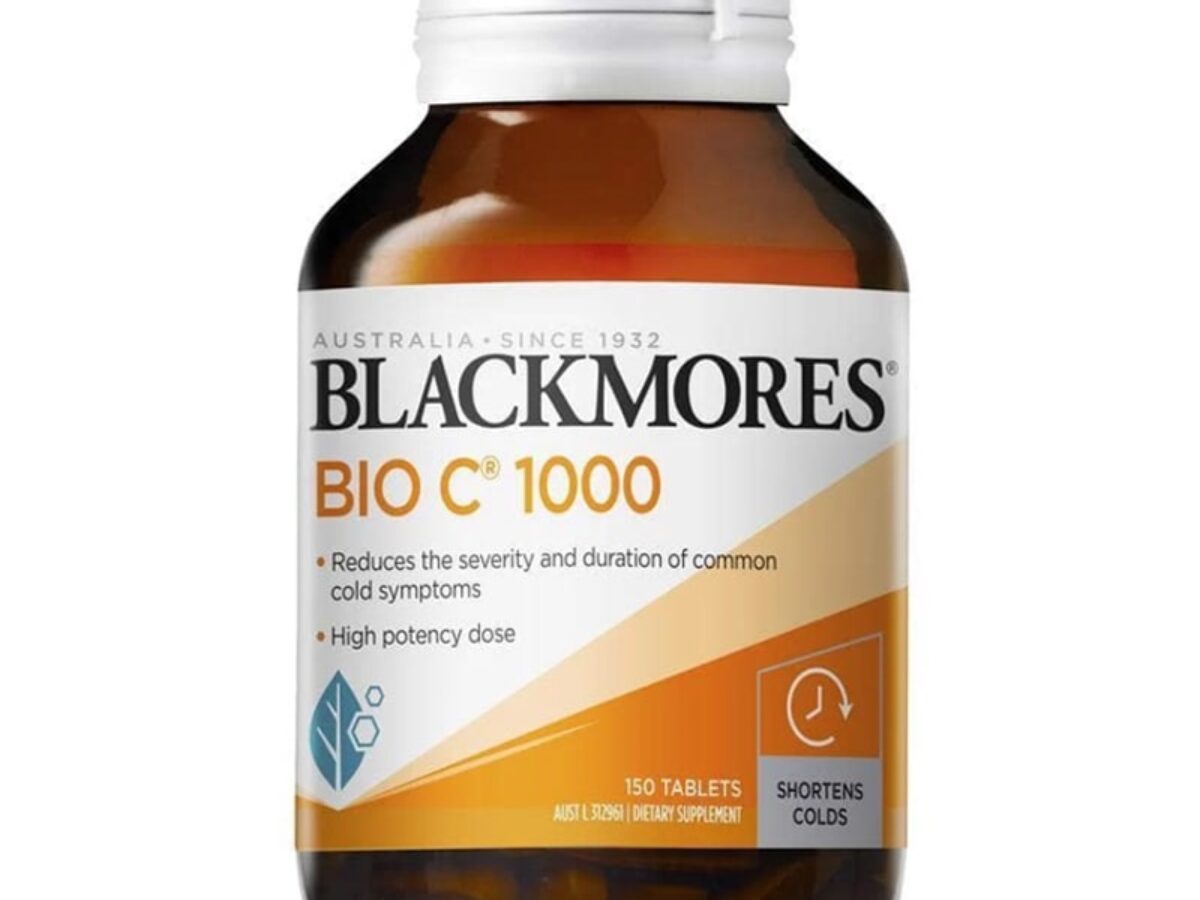 AUSTRALIA • SINCE 1932
BLACKMORES®
BIO C® 1000
• Reduces the severity and duration of common
cold symptoms
• High potency dose
150 TABLETS
AUST L 312961 | DIETARY SUPPLEMENT
SHORTENS
COLDS